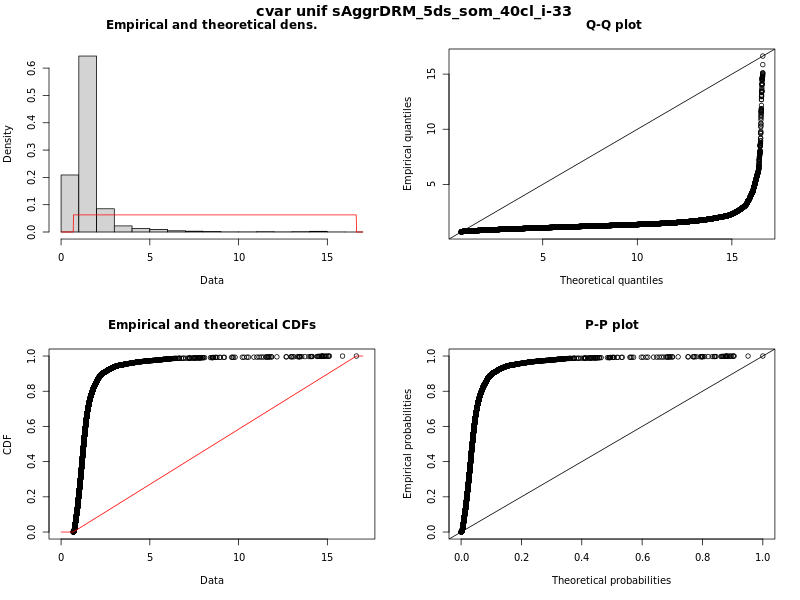 cvar unif sAggrDRM_5ds_som_40cl_i-33
Empirical and theoretical dens.
Density
0.0 0.1 0.2 0.3 0.4 0.5 0.6
0 5 10 15
Data
Q-Q plot
Empirical quantiles
5 10 15
5 10 15
Theoretical quantiles
Empirical and theoretical CDFs
CDF
0.0 0.2 0.4 0.6 0.8 1.0
0 5 10 15
Data
P-P plot
Empirical probabilities
0.0 0.2 0.4 0.6 0.8 1.0
0.0 0.2 0.4 0.6 0.8 1.0
Theoretical probabilities